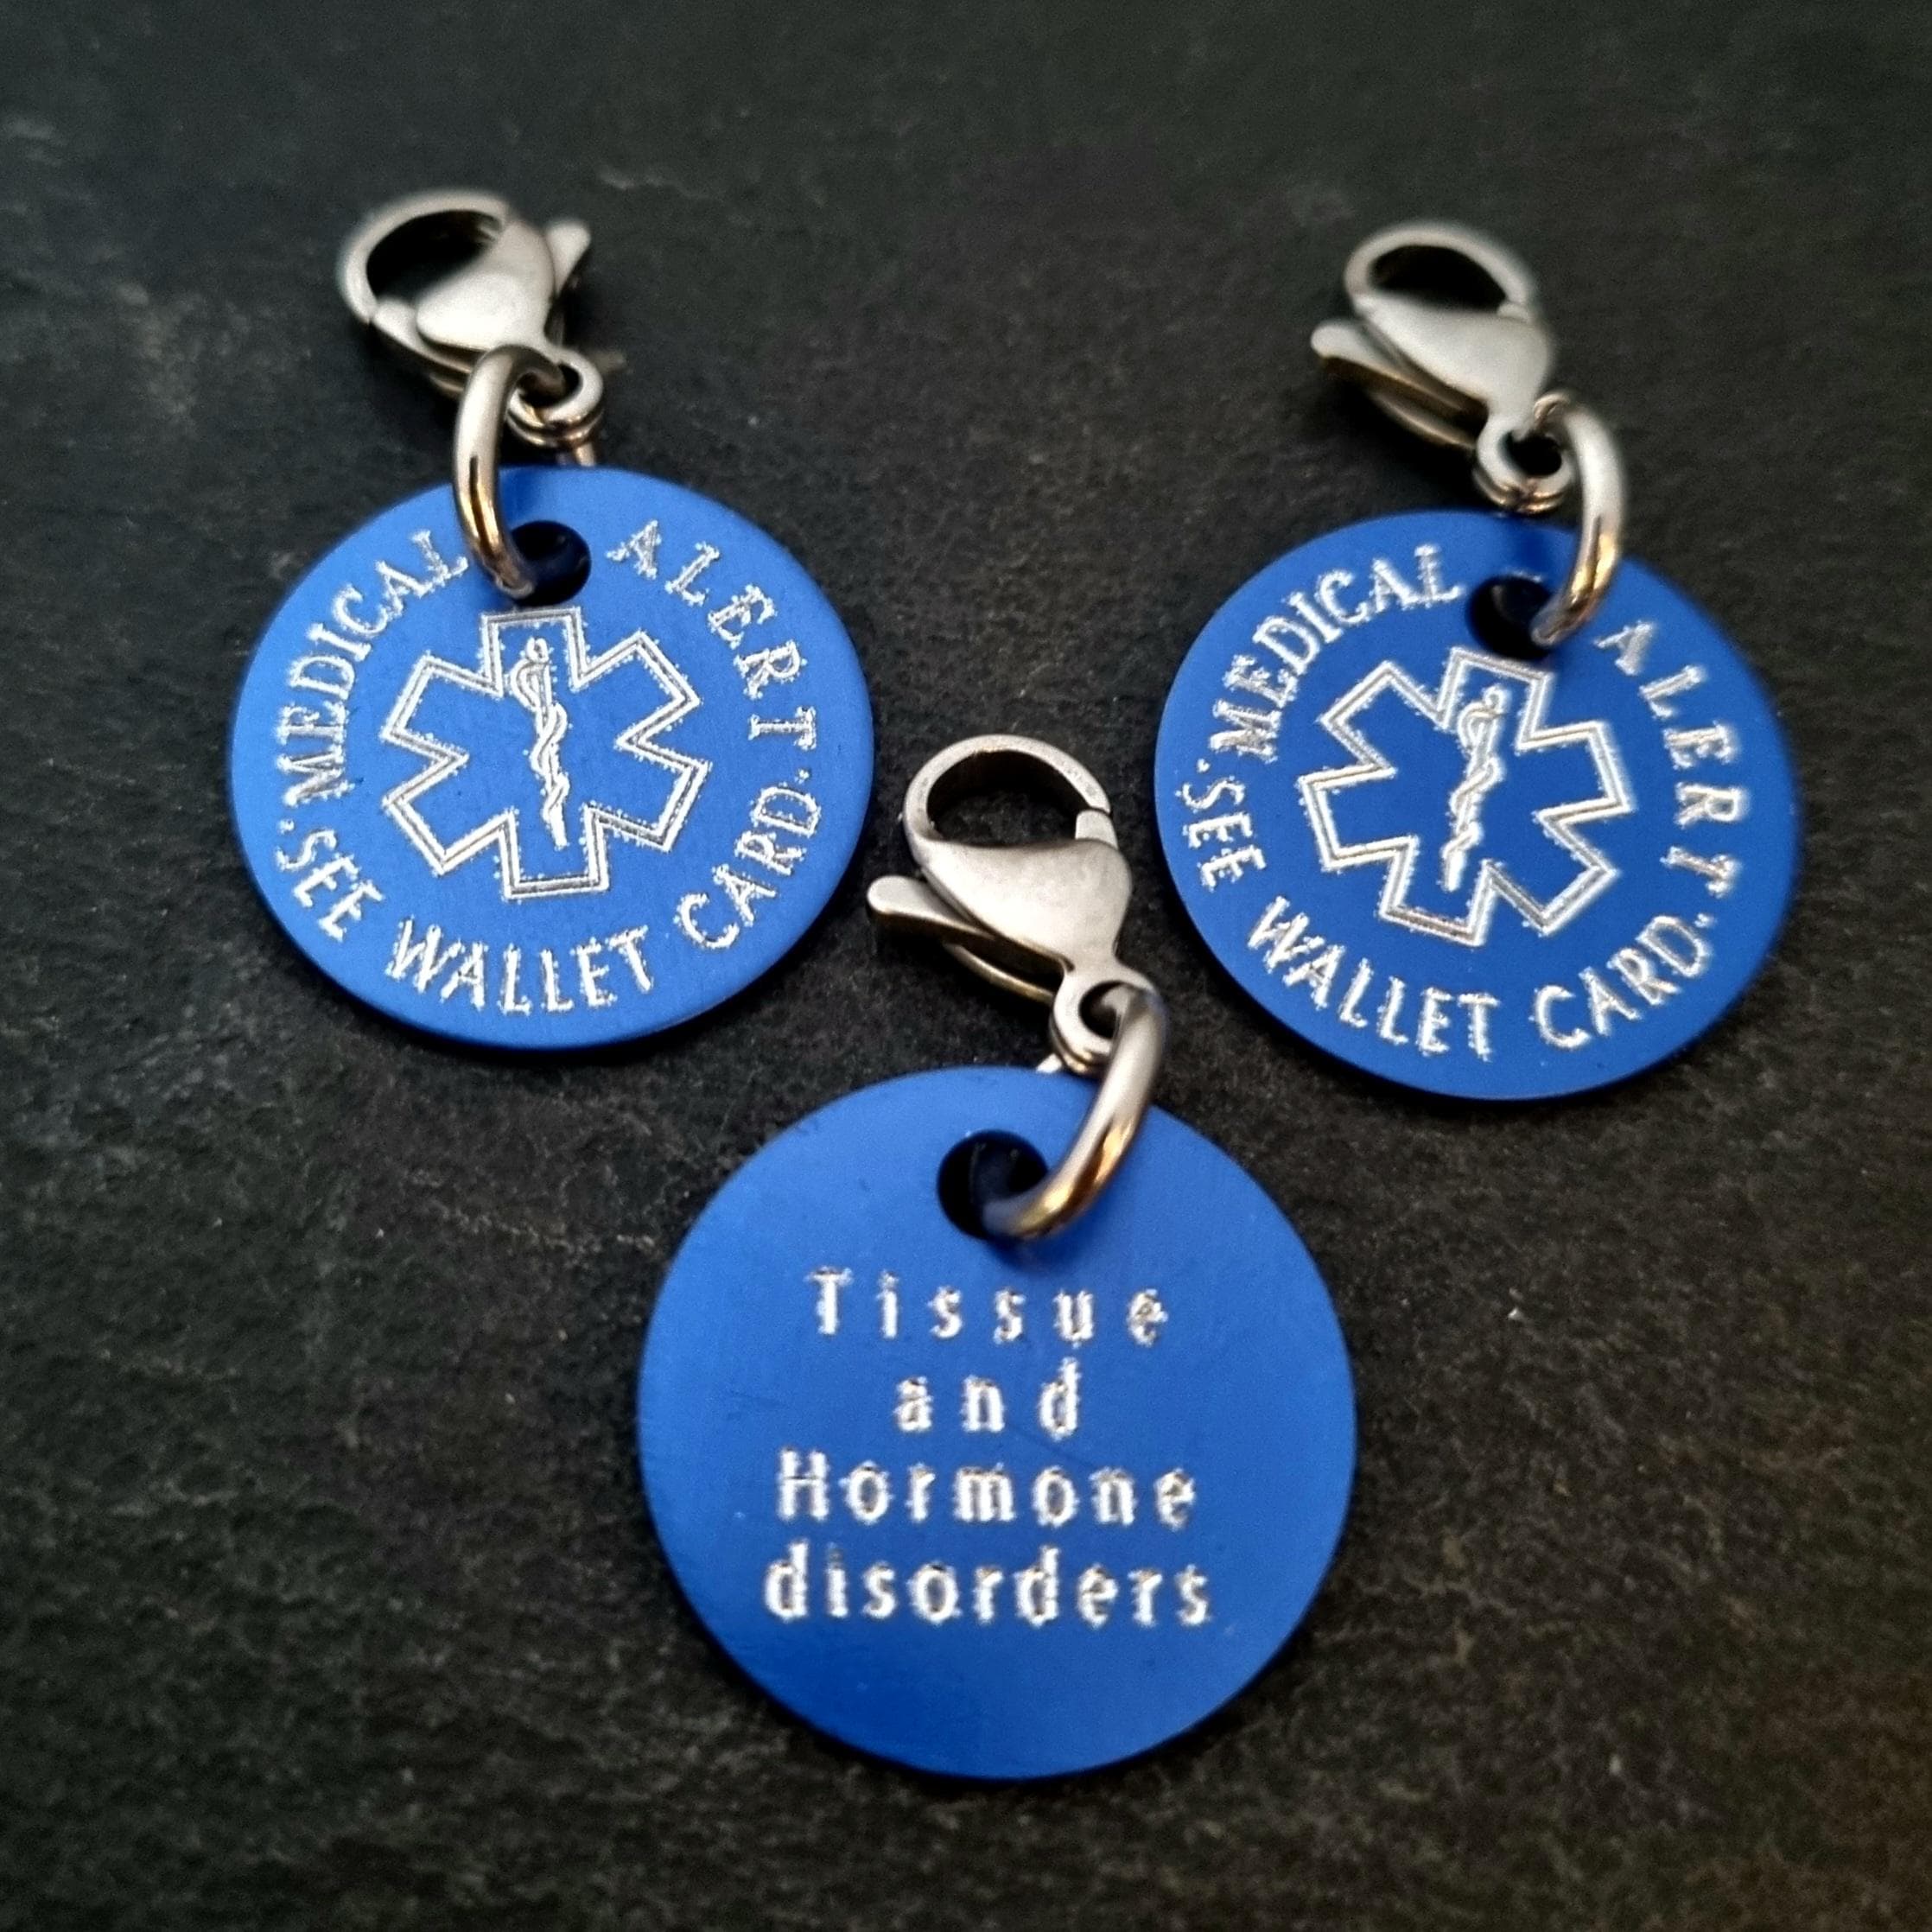 MEDICAL ALERT
·SEE WALLET CARD·
MEDICAL ALERT
·SEE WALLET CARD·
Tissue
and
Hormone
disorders